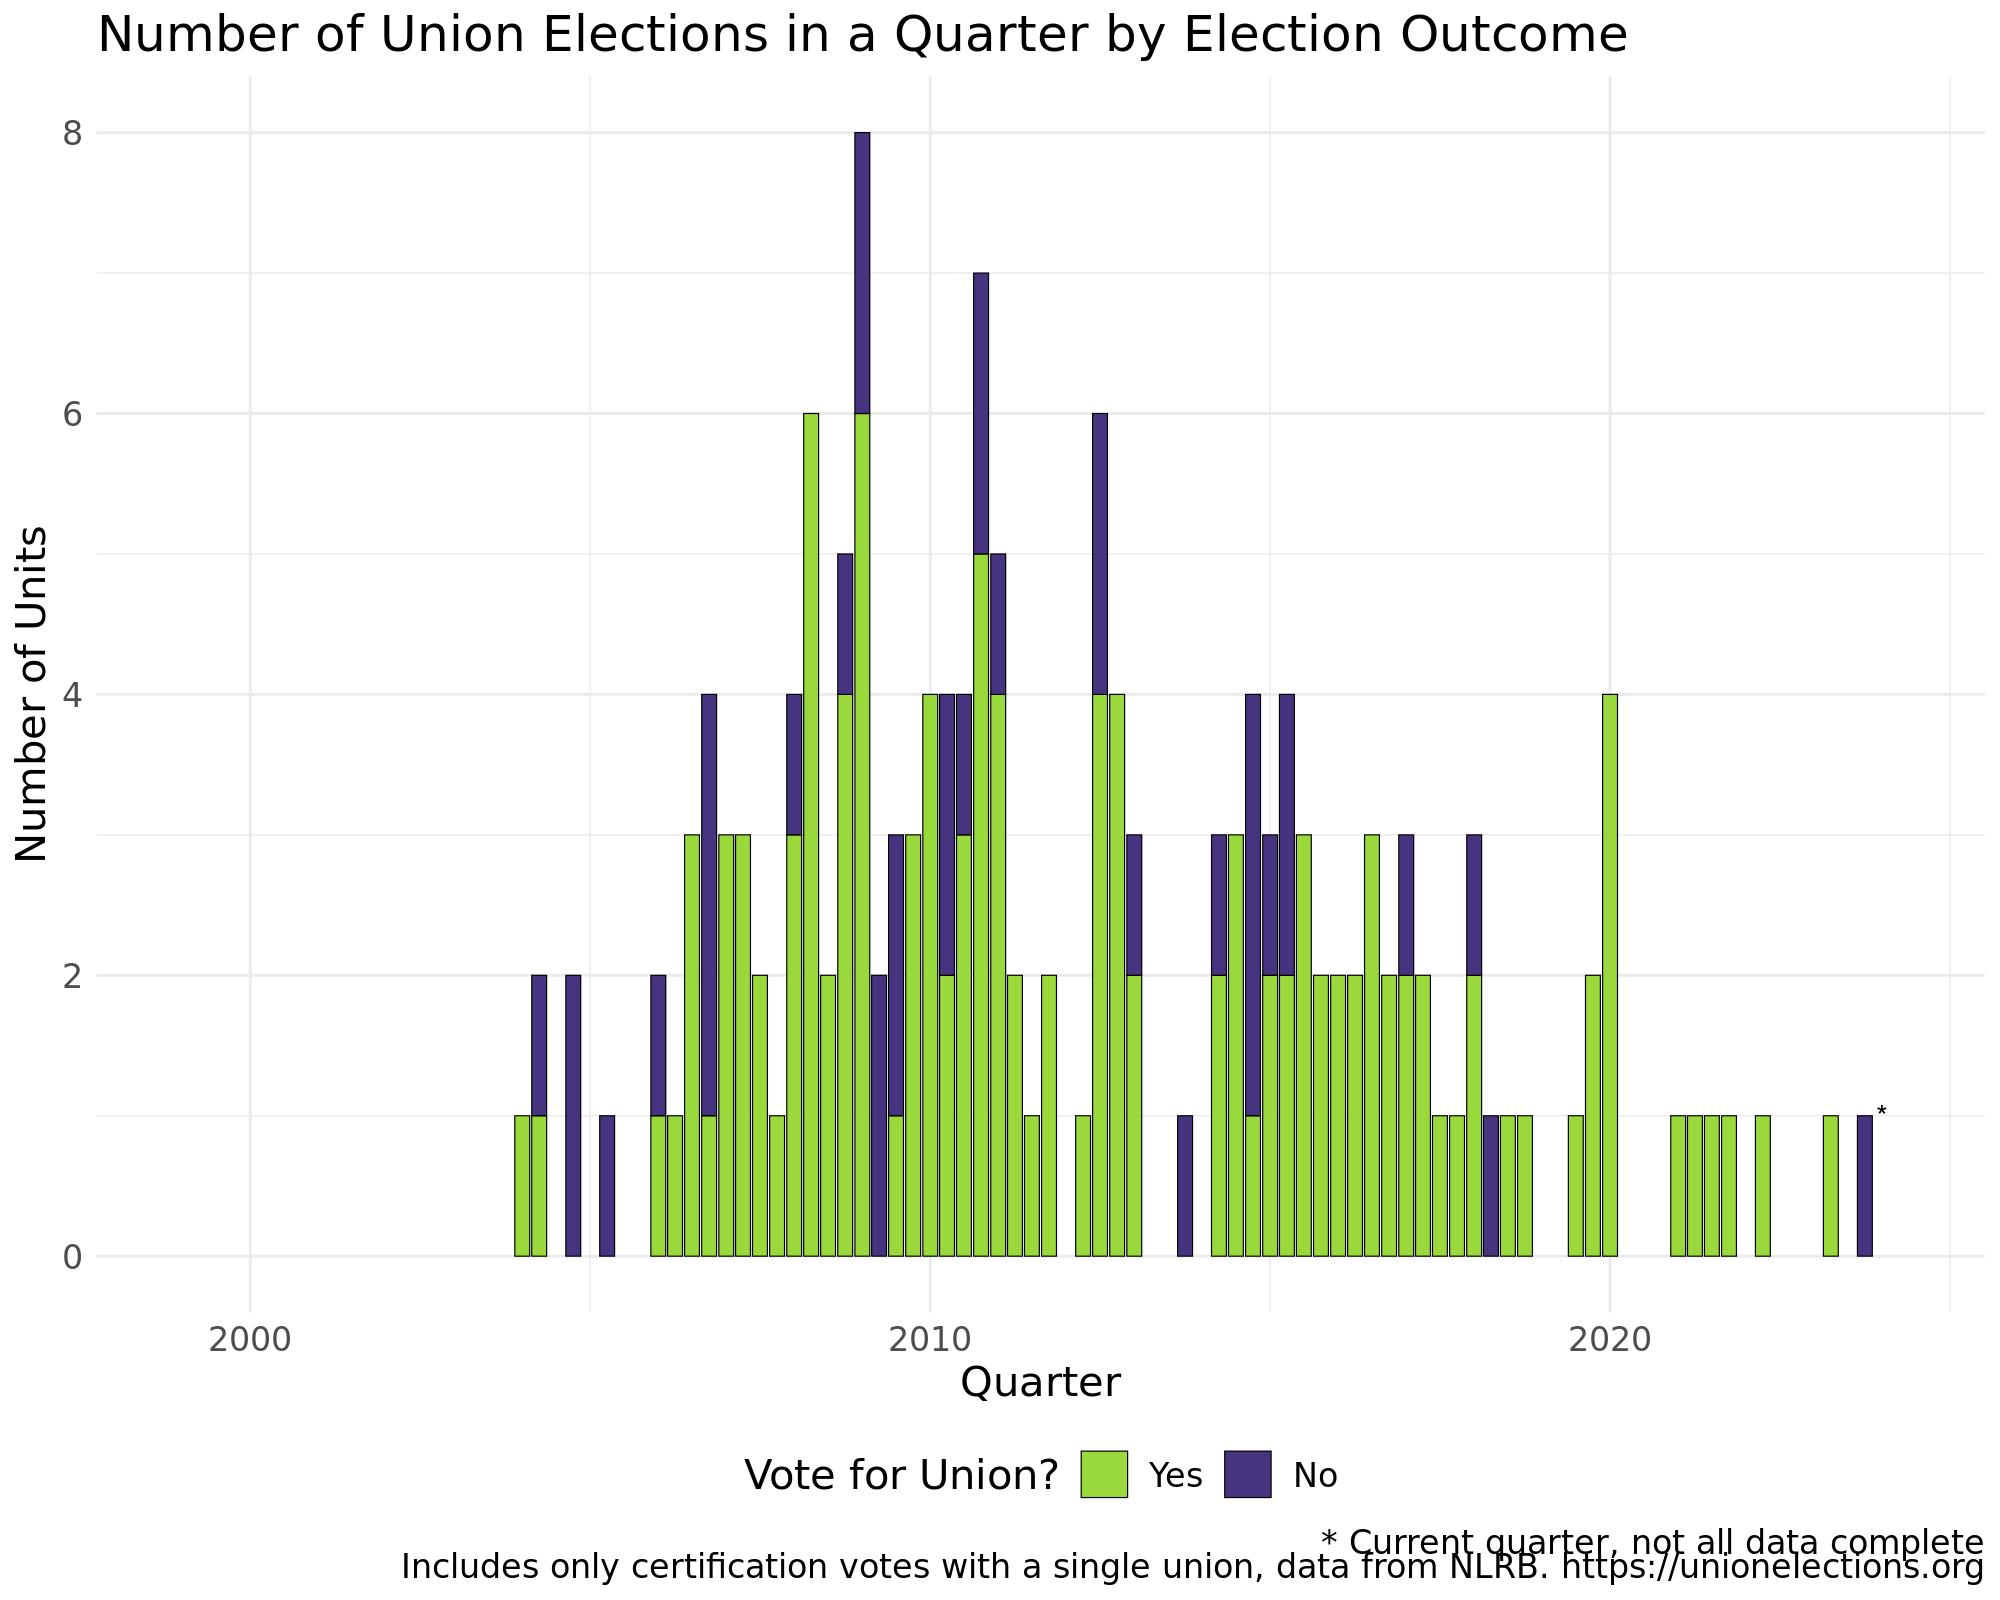 Number of Union Elections in a Quarter by Election Outcome
8
6
4
2
0
Number of Units
*
2000 2010 2020
Quarter
Vote for Union? Yes No
* Current quarter, not all data complete
Includes only certification votes with a single union, data from NLRB. https://unionelections.org